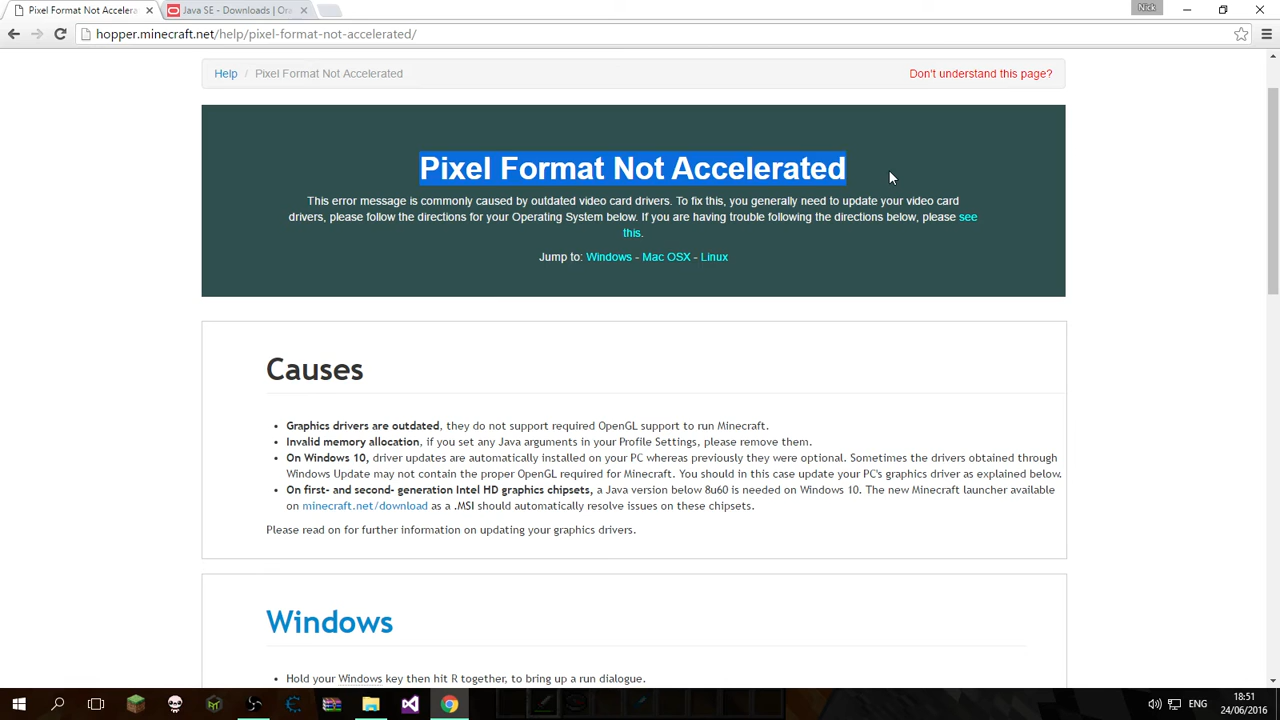 Pixel Format Not Accelera
Java SE - Downloads | Ora
Nick
hopper.minecraft.net/help/pixel-format-not-accelerated/
Help / Pixel Format Not Accelerated
Don't understand this page?
Pixel Format Not Accelerated
This error message is commonly caused by outdated video card drivers. To fix this, you generally need to update your video card
drivers, please follow the directions for your Operating System below. If you are having trouble following the directions below, please see
this.
Jump to: Windows - Mac OSX - Linux
Causes
• Graphics drivers are outdated, they do not support required OpenGL support to run Minecraft.
• Invalid memory allocation, if you set any Java arguments in your Profile Settings, please remove them.
• On Windows 10, driver updates are automatically installed on your PC whereas previously they were optional. Sometimes the drivers obtained through
Windows Update may not contain the proper OpenGL required for Minecraft. You should in this case update your PC's graphics driver as explained below.
• On first- and second- generation Intel HD graphics chipsets, a Java version below 8u60 is needed on Windows 10. The new Minecraft launcher available
on minecraft.net/download as a .MSI should automatically resolve issues on these chipsets.
Please read on for further information on updating your graphics drivers.
Windows
• Hold your Windows key then hit R together, to bring up a run dialogue.
ENG
18:51
24/06/2016